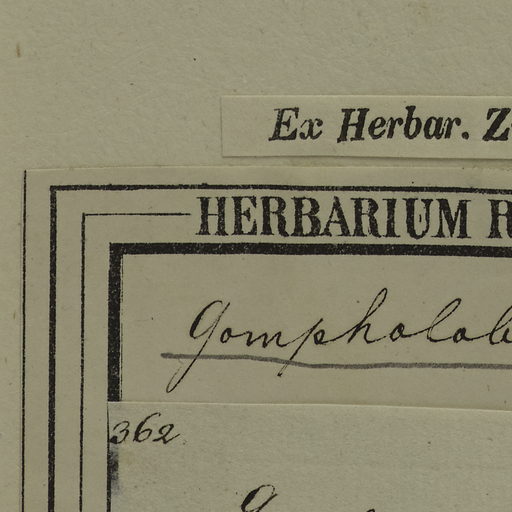 Ex Herbar. Z
HERBARIUM R
Gompholob
362